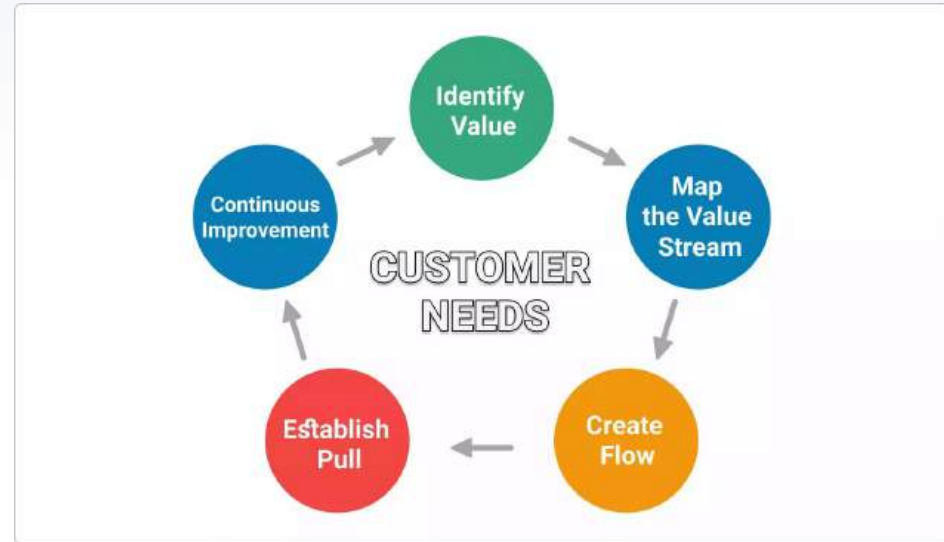 Identify
Value
Map
the Value
Stream
Create
Flow
Establish
Pull
Continuous
Improvement
CUSTOMER
NEEDS